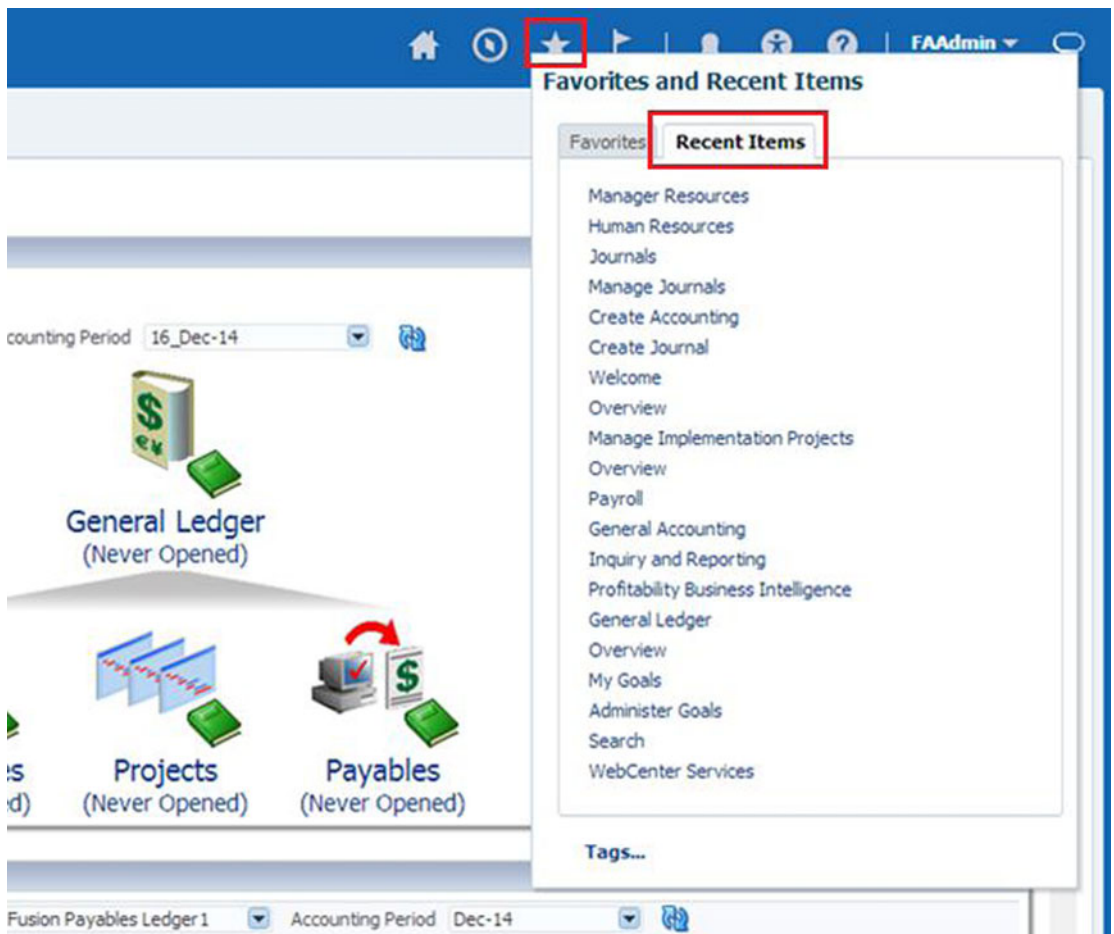 FAAdmin
Favorites and Recent Items
Favorites
Recent Items
Manager Resources
Human Resources
Journals
Manage Journals
Create Accounting
Create Journal
Welcome
Overview
Manage Implementation Projects
Overview
Payroll
General Accounting
Inquiry and Reporting
Profitability Business Intelligence
General Ledger
Overview
My Goals
Administer Goals
Search
WebCenter Services
Tags...
counting Period 16_Dec-14
General Ledger
(Never Opened)
es
d)
Projects
(Never Opened)
Payables
(Never Opened)
Fusion Payables Ledger1 Accounting Period Dec-14